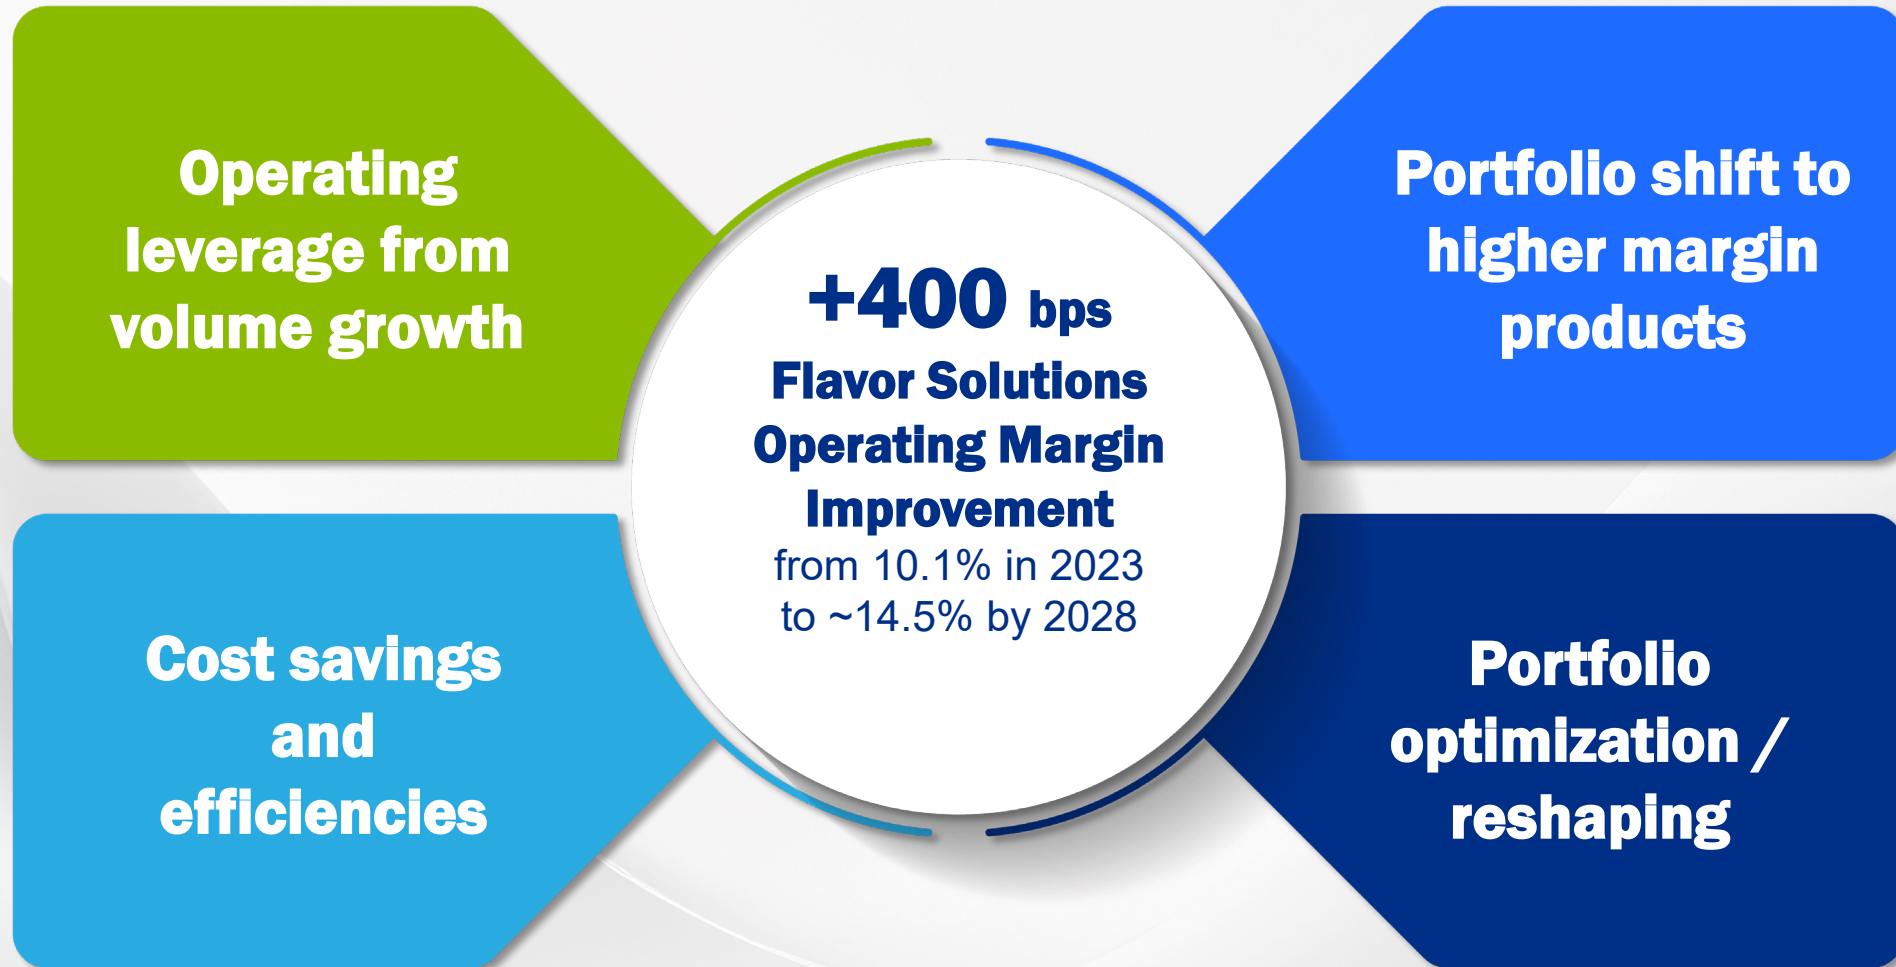 Operating
leverage from
volume growth
Portfolio shift to
higher margin
products
+400 bps
Flavor Solutions
Operating Margin
Improvement
from 10.1% in 2023
to ~14.5% by 2028
Cost savings
and
efficiencies
Portfolio
optimization /
reshaping